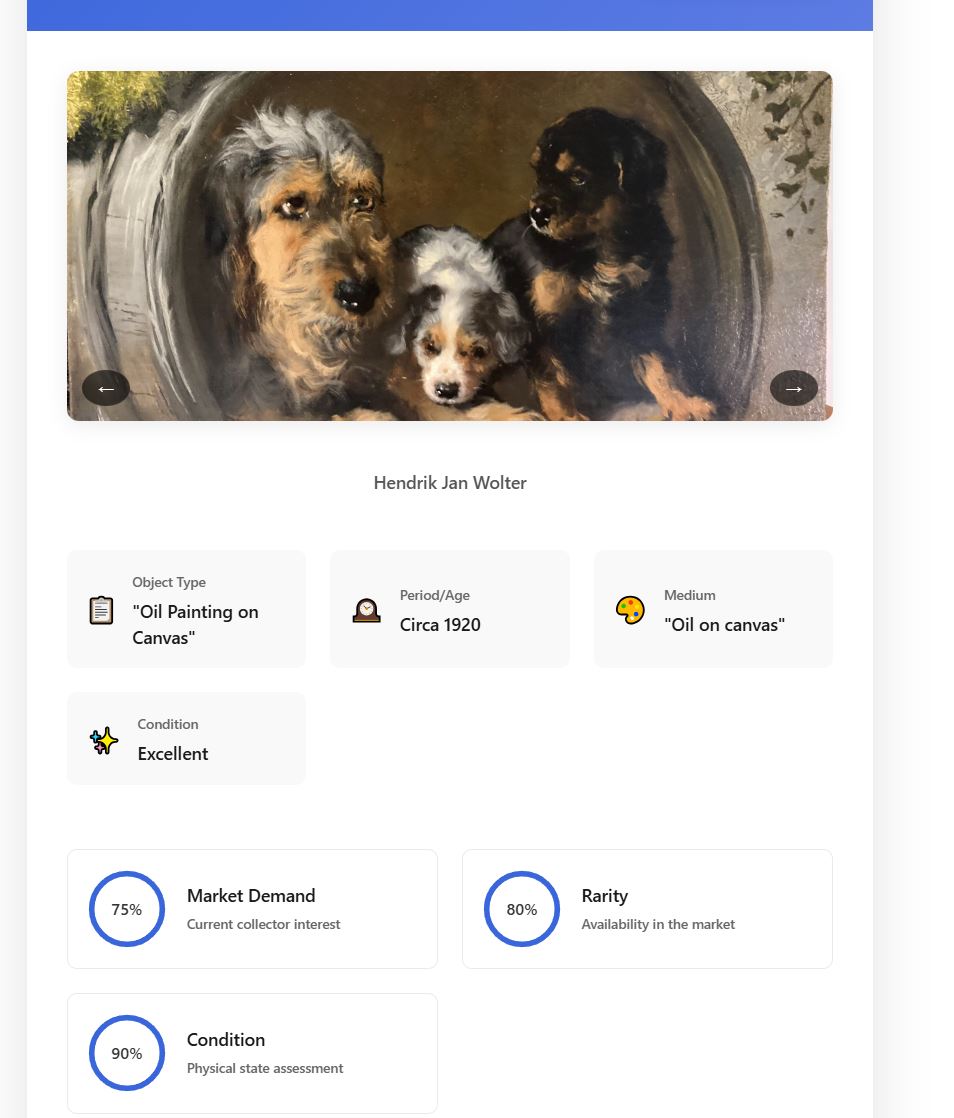 ←
→
Hendrik Jan Wolter
Object Type
"Oil Painting on
Canvas"
Period/Age
Circa 1920
Medium
"Oil on canvas"
Condition
Excellent
75%
Market Demand
Current collector interest
80%
Rarity
Availability in the market
90%
Condition
Physical state assessment